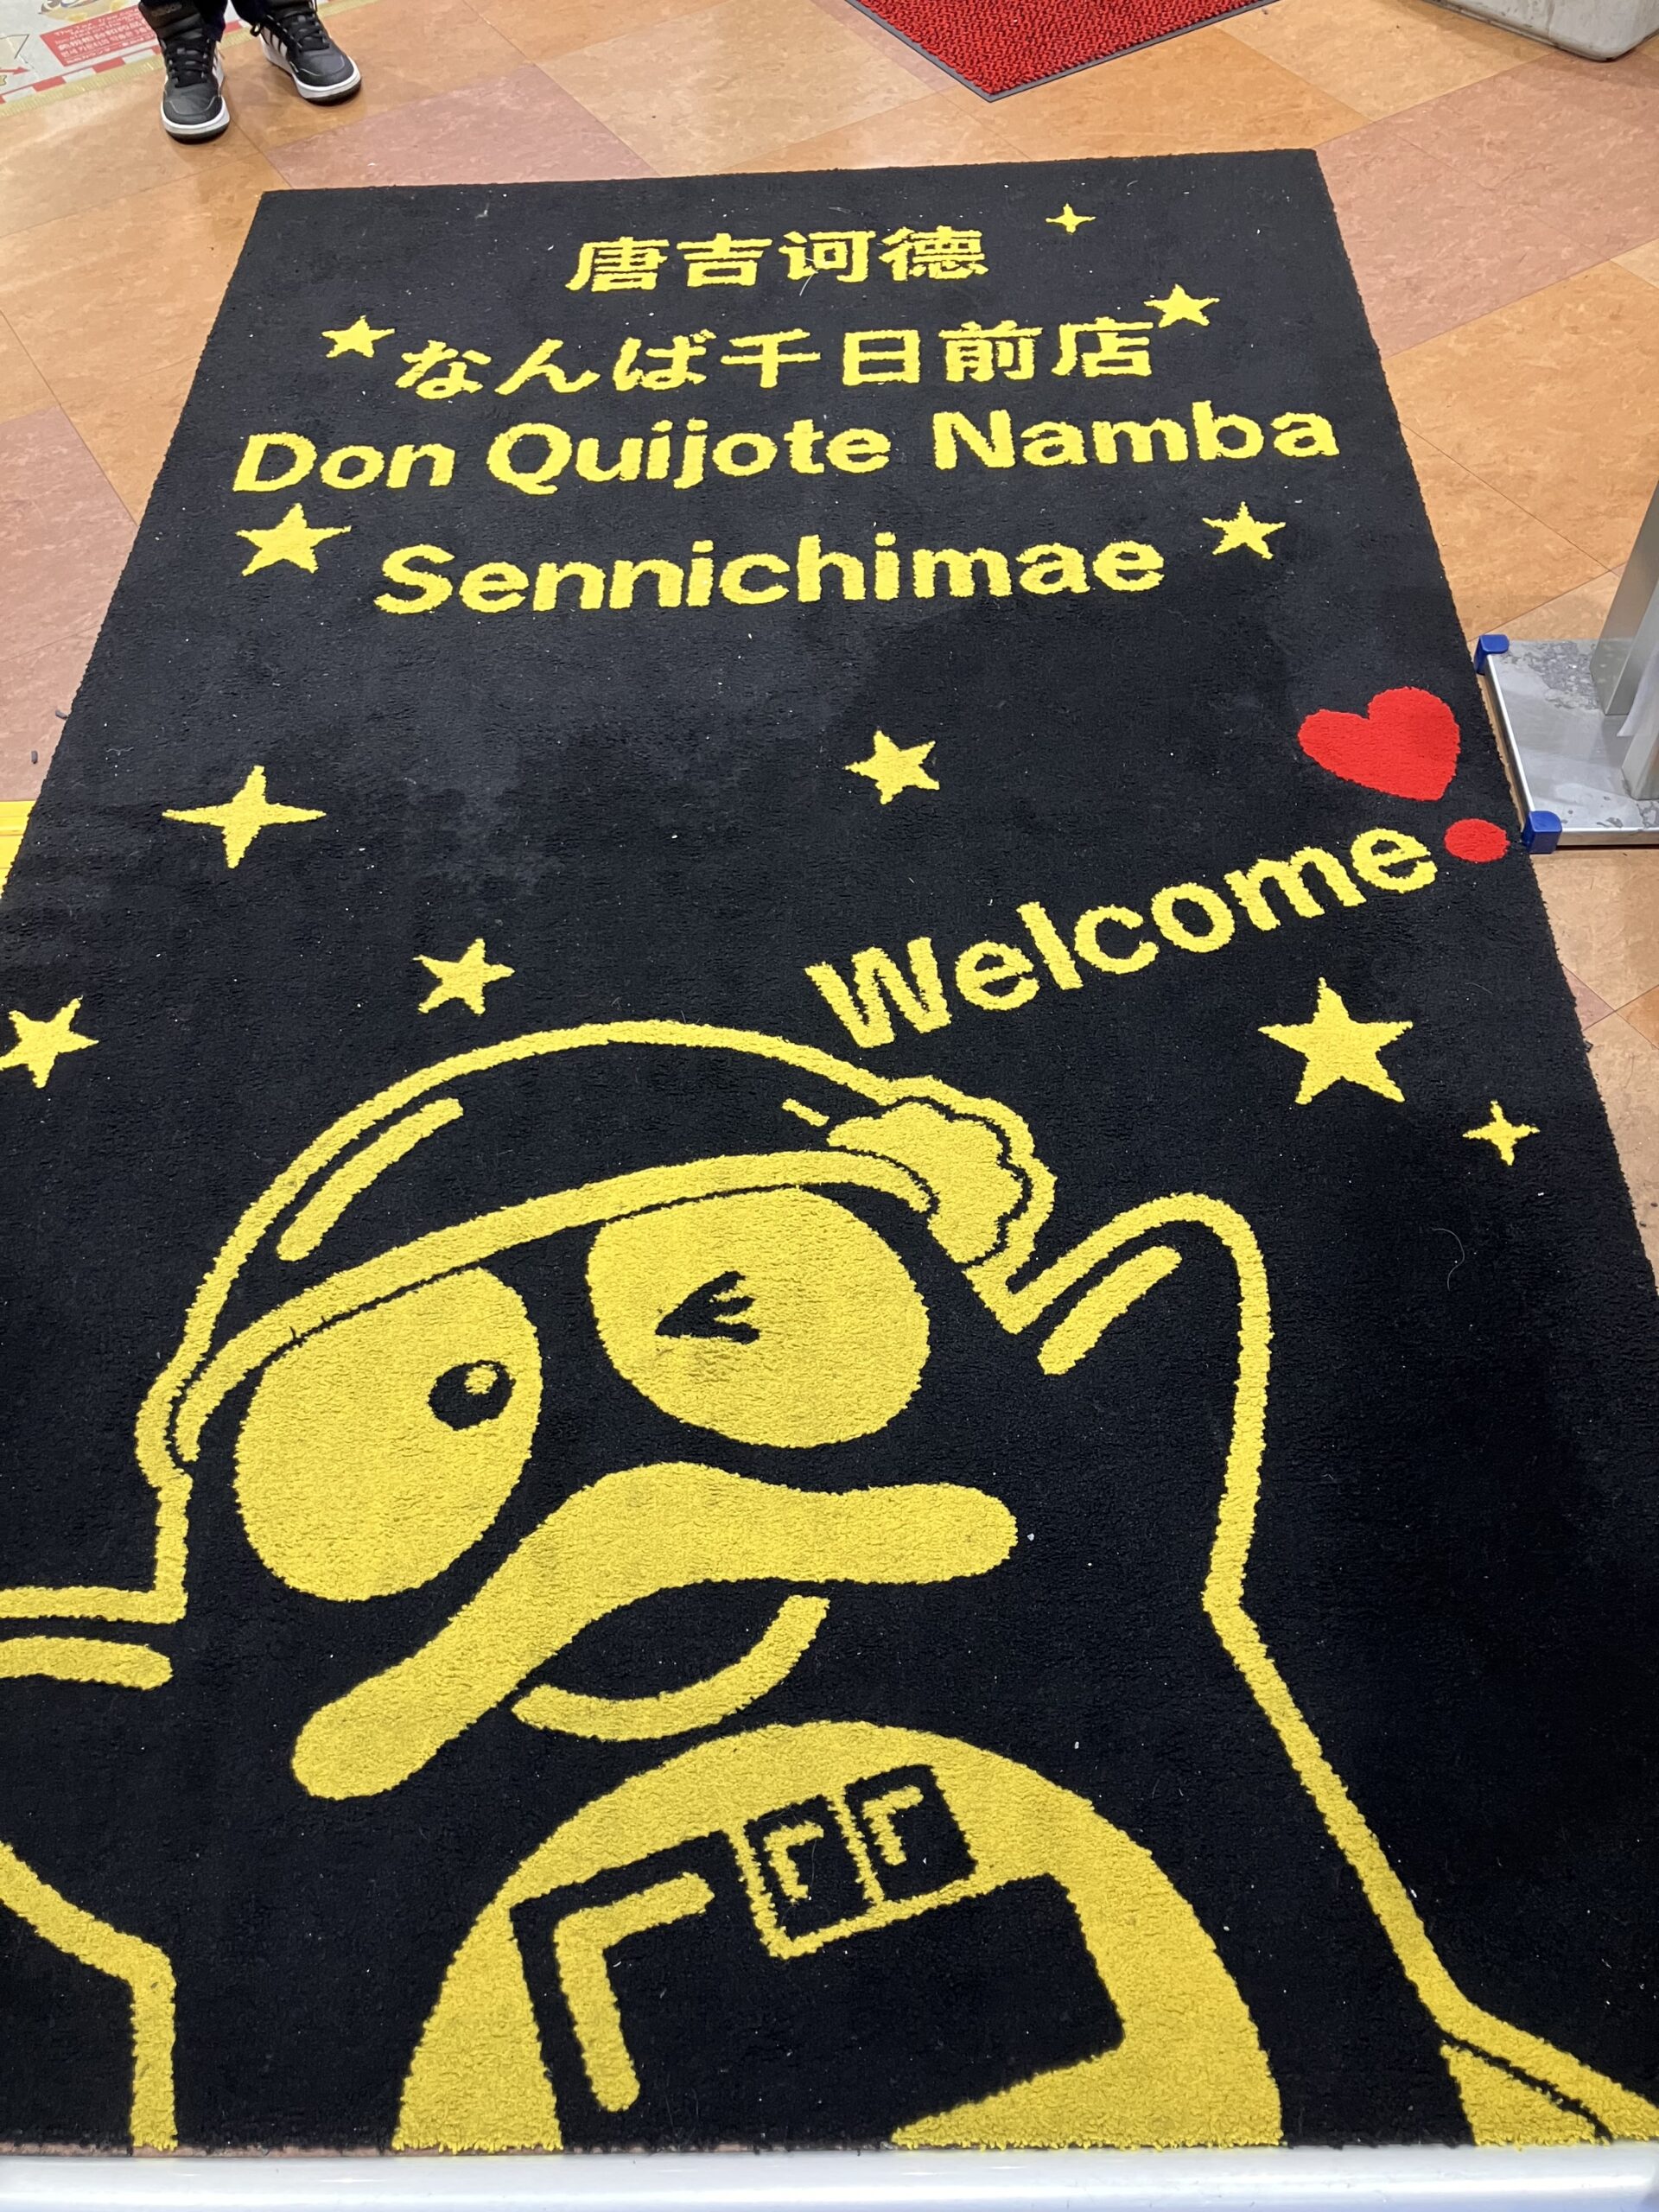 唐吉诃德
なんば千日前店
Don Quijote Namba
Sennichimae
Welcome